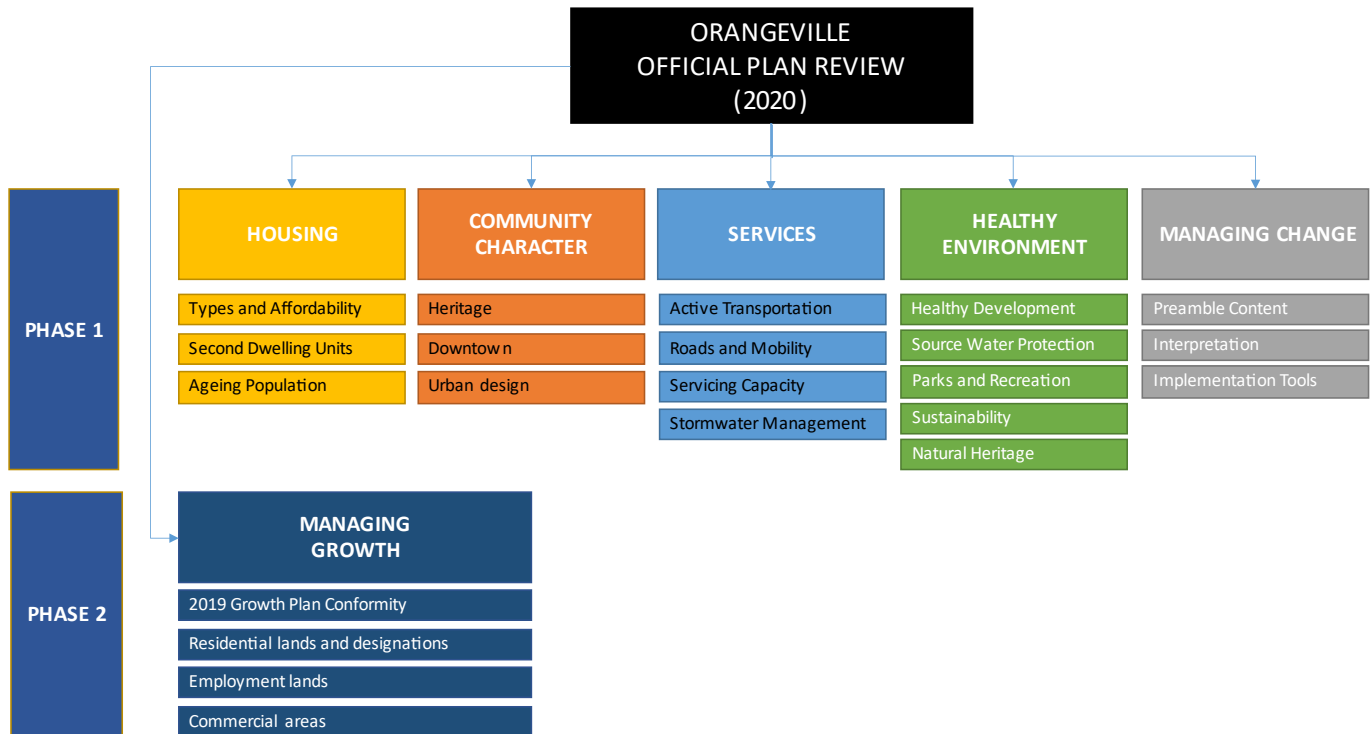 ORANGEVILLE
OFFICIAL PLAN REVIEW
(2020)
PHASE 1
HOUSING
Types and Affordability
Second Dwelling Units
Ageing Population
COMMUNITY
CHARACTER
Heritage
Downtown
Urban design
SERVICES
Active Transportation
Roads and Mobility
Servicing Capacity
Stormwater Management
HEALTHY
ENVIRONMENT
Healthy Development
Source Water Protection
Parks and Recreation
Sustainability
Natural Heritage
MANAGING CHANGE
Preamble Content
Interpretation
Implementation Tools
PHASE 2
MANAGING
GROWTH
2019 Growth Plan Conformity
Residential lands and designations
Employment lands
Commercial areas